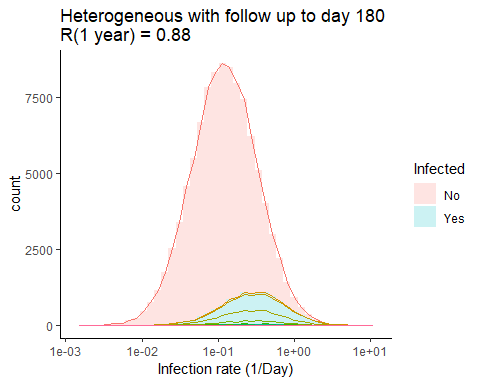 Heterogeneous with follow up to day 180
R(1 year) = 0.88
7500
5000
2500
0
count
1e-03
1e-02
1e-01
1e+00
1e+01
Infection rate (1/Day)
Infected
No
Yes